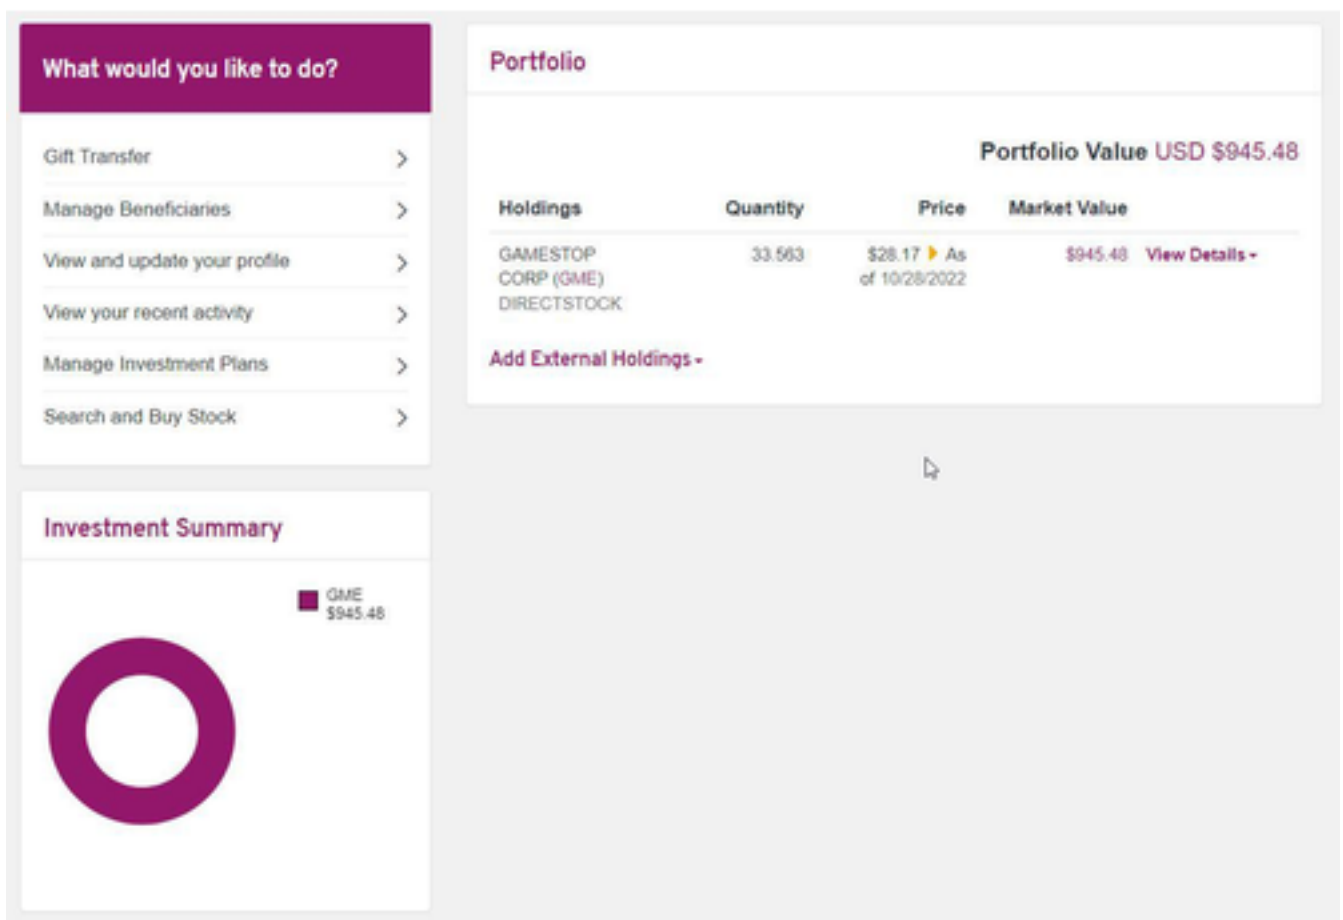 What would you like to do?
Gift Transfer
Manage Beneficiaries
View and update your profile
View your recent activity
Manage Investment Plans
Search and Buy Stock
Portfolio
Portfolio Value USD $945.48
Holdings Quantity Price Market Value
GAMESTOP 33.563 $28.17 As $945.48 View Details
CORP (GME) of 10/28/2022
DIRECTSTOCK
Add External Holdings
Investment Summary
GME
$945.48